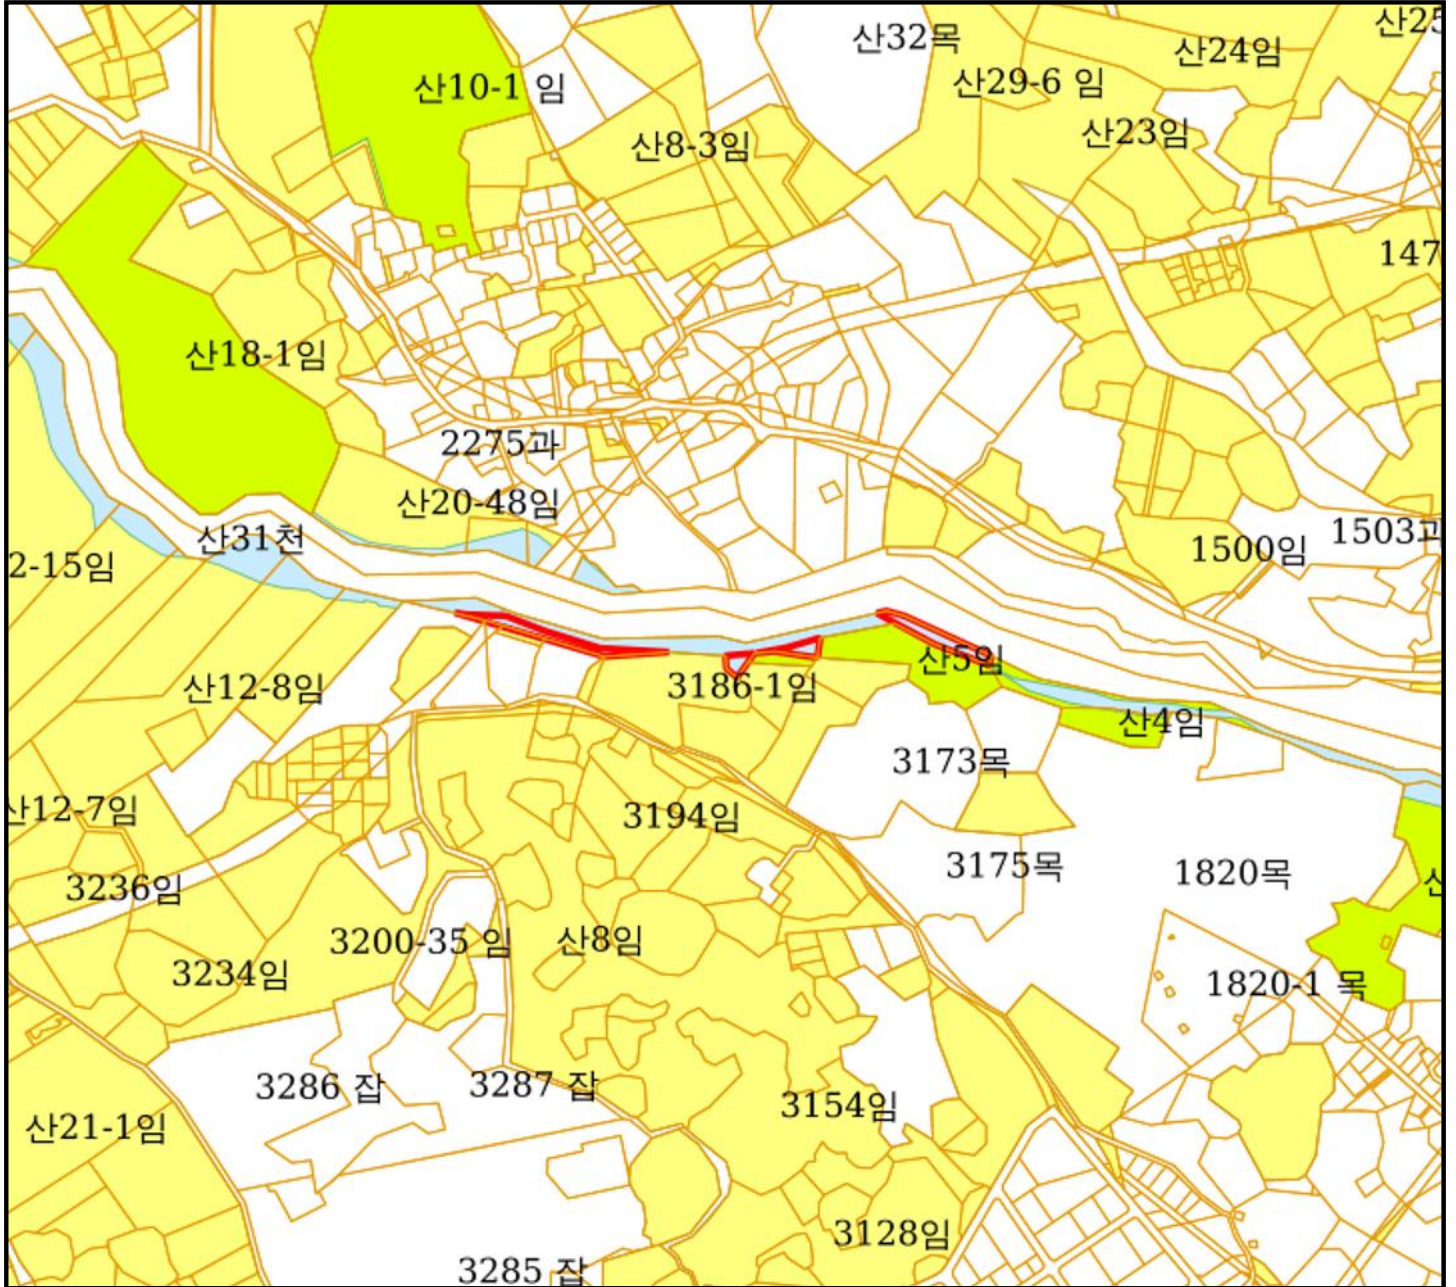 산25
산32목
산24임
산29-6 임
산10-1 임
산23임
산8-3임
147
산18-1임
2275과
산20-48임
1503과
산31천
1500임
2-15임
산5임
산12-8임
3186-1임
산4임
3173목
산12-7임
3194임
3175목
1820목
3236임
산
3200-35 임
산8임
3234임
1820-1 목
3286 잡
3287 잡
3154임
산21-1임
3128임
3285 잡